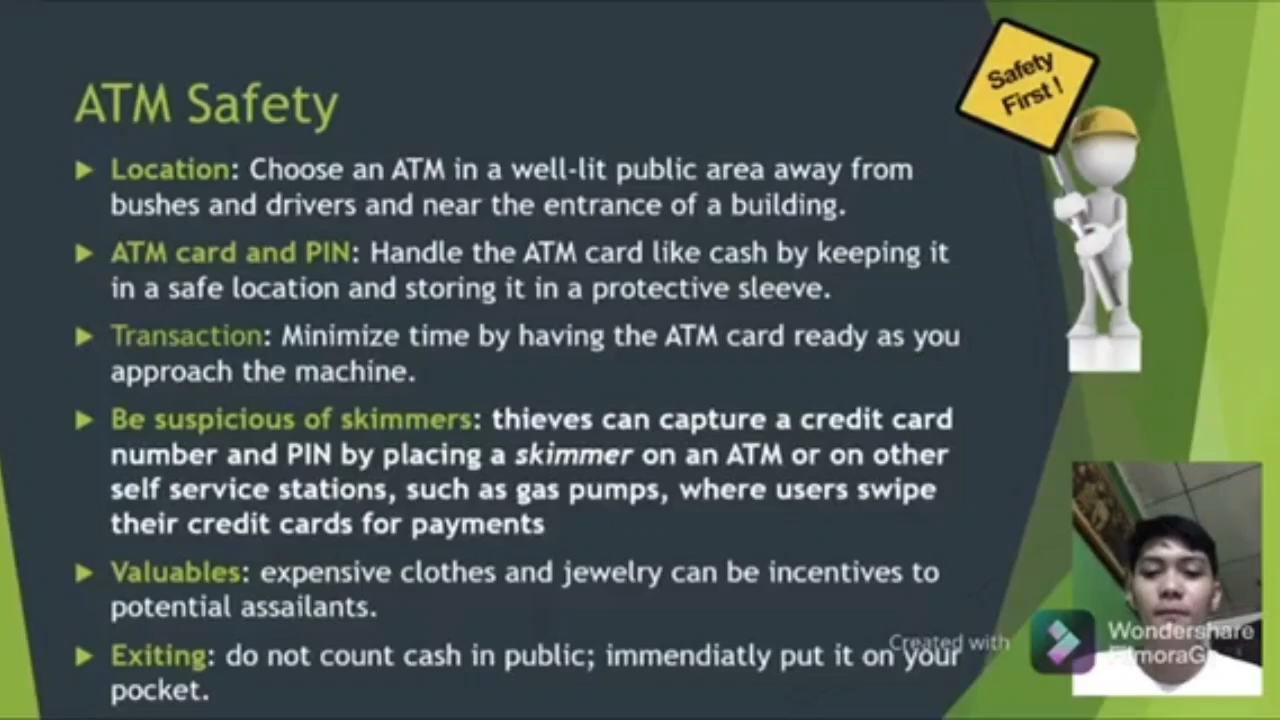 Safety
First !
ATM Safety
Location: Choose an ATM in a well-lit public area away from
bushes and drivers and near the entrance of a building.
ATM card and PIN: Handle the ATM card like cash by keeping it
in a safe location and storing it in a protective sleeve.
Transaction: Minimize time by having the ATM card ready as you
approach the machine.
Be suspicious of skimmers: thieves can capture a credit card
number and PIN by placing a skimmer on an ATM or on other
self service stations, such as gas pumps, where users swipe
their credit cards for payments
Valuables: expensive clothes and jewelry can be incentives to
potential assailants.
Exiting: do not count cash in public; immendiatly put it on your
pocket.
Created with
Wondershare
FilmoraGo